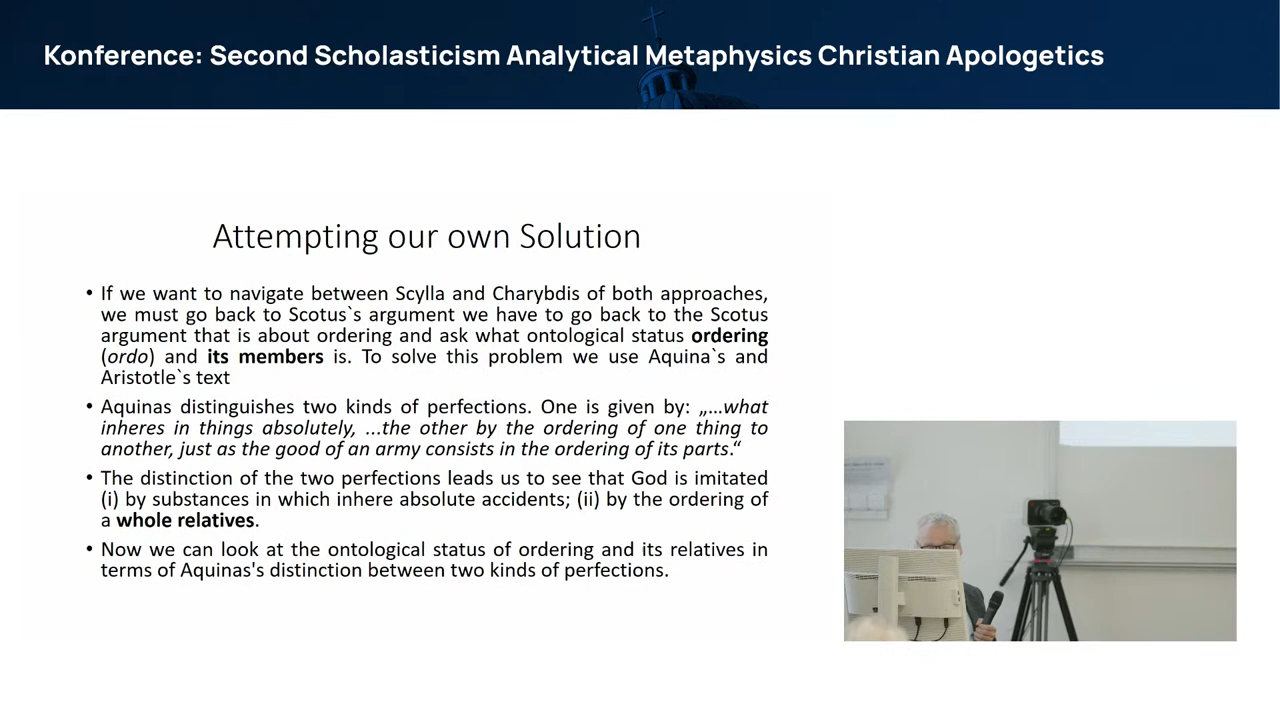 Konference: Second Scholasticism Analytical Metaphysics Christian Apologetics
Attempting our own Solution
• If we want to navigate between Scylla and Charybdis of both approaches,
we must go back to Scotus`s argument we have to go back to the Scotus
argument that is about ordering and ask what ontological status ordering
(ordo) and its members is. To solve this problem we use Aquina`s and
Aristotle`s text
• Aquinas distinguishes two kinds of perfections. One is given by: „…what
inheres in things absolutely, ...the other by the ordering of one thing to
another, just as the good of an army consists in the ordering of its parts.“
• The distinction of the two perfections leads us to see that God is imitated
(i) by substances in which inhere absolute accidents; (ii) by the ordering of
a whole relatives.
• Now we can look at the ontological status of ordering and its relatives in
terms of Aquinas's distinction between two kinds of perfections.